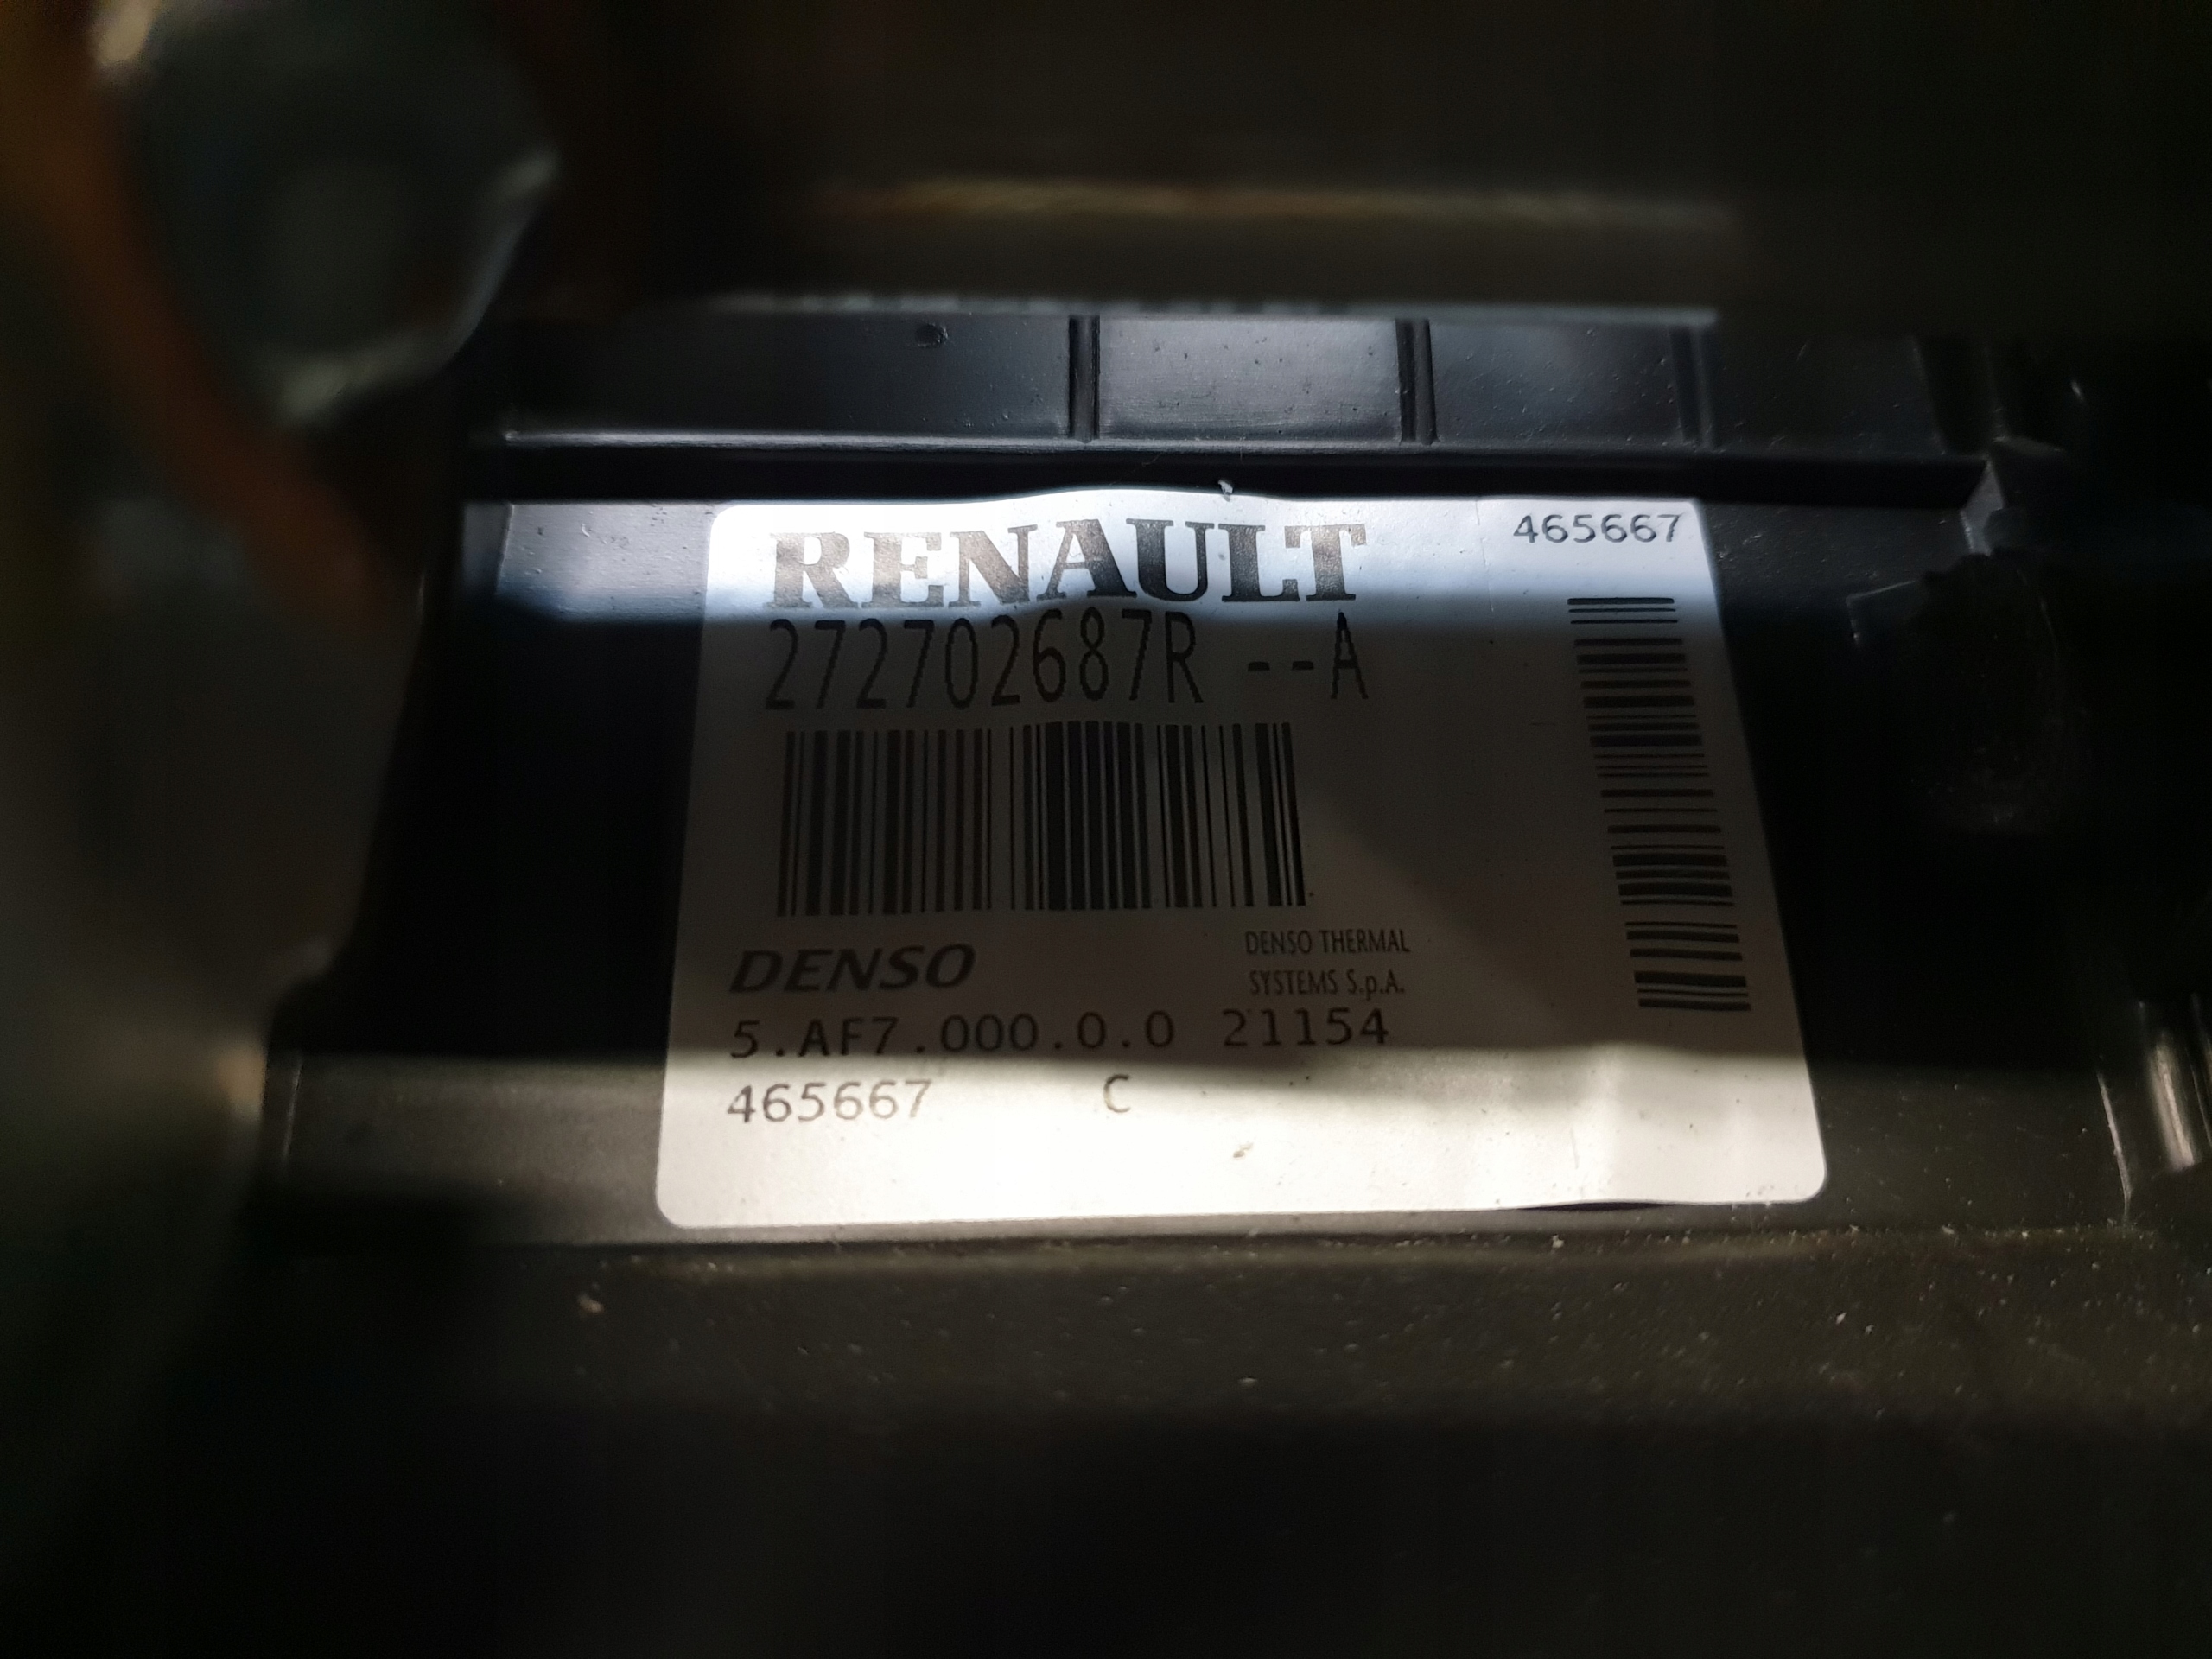 RENAULT
465667
272702687R --A
DENSO
DENSO THERMAL
SYSTEMS S.p.A.
5.AF7.000.0.0 21154
465667 C